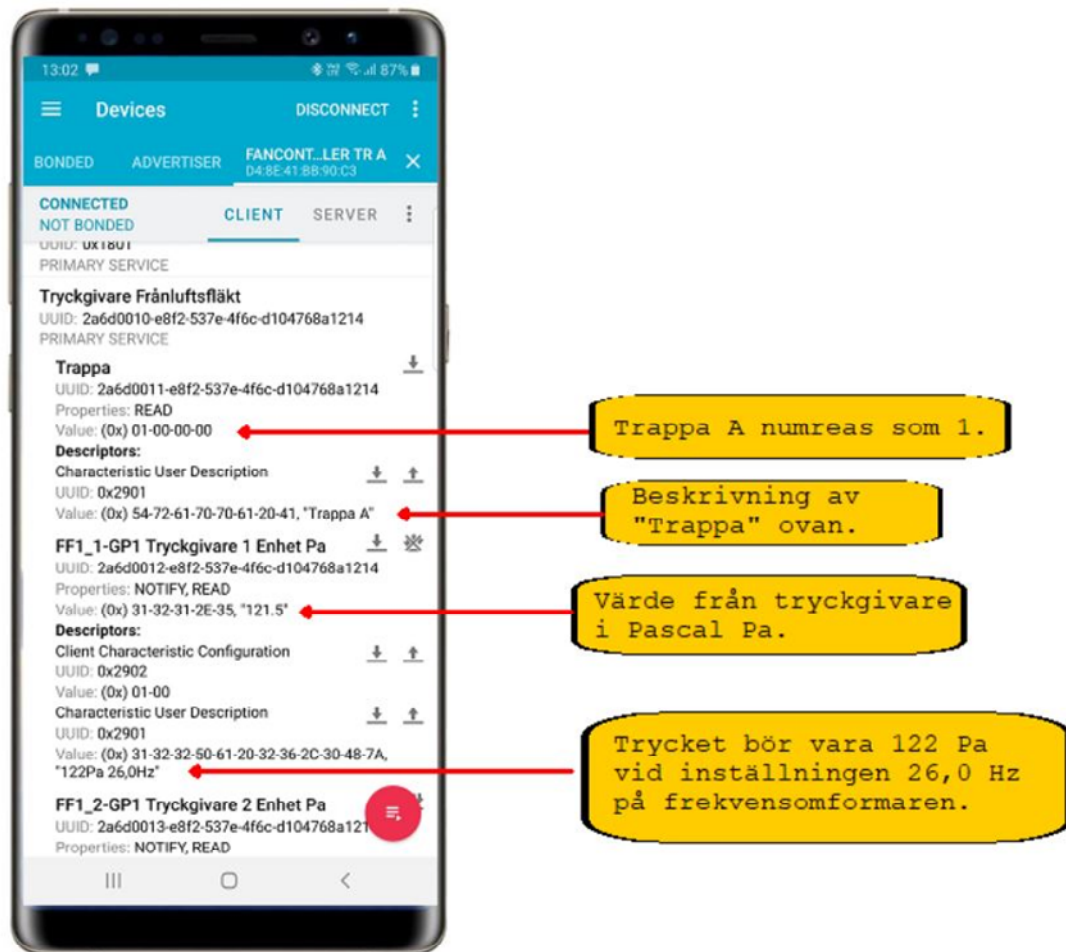 13:02
87%
Devices
DISCONNECT
BONDED
ADVERTISER
FANCONT...LER TR A
D4:8E:41:BB:90:C3
CONNECTED
NOT BONDED
CLIENT
SERVER
UUID: 0x1801
PRIMARY SERVICE
Tryckgivare Frånluftsfläkt
UUID: 2a6d0010-e8f2-537e-4f6c-d104768a1214
PRIMARY SERVICE
Trappa
UUID: 2a6d0011-e8f2-537e-4f6c-d104768a1214
Properties: READ
Value: (0x) 01-00-00-00
Descriptors:
Characteristic User Description
UUID: 0x2901
Value: (0x) 54-72-61-70-70-61-20-41, "Trappa A"
FF1_1-GP1 Tryckgivare 1 Enhet Pa
UUID: 2a6d0012-e8f2-537e-4f6c-d104768a1214
Properties: NOTIFY, READ
Value: (0x) 31-32-31-2E-35, "121.5"
Descriptors:
Client Characteristic Configuration
UUID: 0x2902
Value: (0x) 01-00
Characteristic User Description
UUID: 0x2901
Value: (0x) 31-32-32-50-61-20-32-36-2C-30-48-7A,
"122Pa 26,0Hz"
FF1_2-GP1 Tryckgivare 2 Enhet Pa
UUID: 2a6d0013-e8f2-537e-4f6c-d104768a121
Properties: NOTIFY, READ
Trappa A numreas som 1.
Beskrivning av
"Trappa" ovan.
Värde från tryckgivare
i Pascal Pa.
Trycket bör vara 122 Pa
vid inställningen 26,0 Hz
på frekvensomformaren.